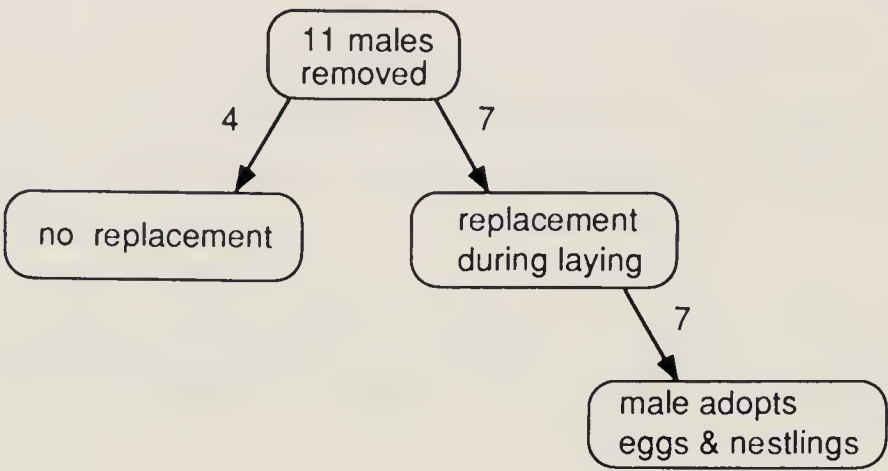 11 males
removed
4
7
no replacement
replacement
during laying
7
male adopts
eggs & nestlings